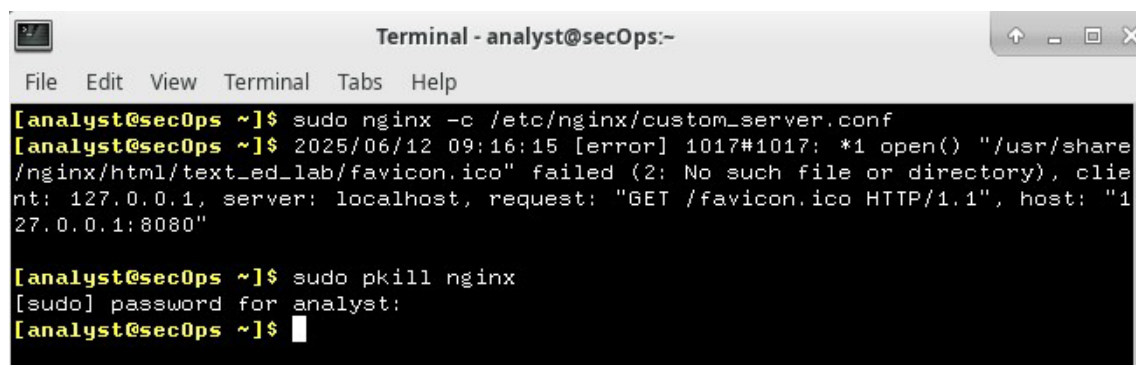 Terminal - analyst@secOps:~
File Edit View Terminal Tabs Help
[analyst@secOps ~]$ sudo nginx -c /etc/nginx/custom_server.conf
[analyst@secOps ~]$ 2025/06/12 09:16:15 [error] 1017#1017: *1 open() "/usr/share
/nginx/html/text_ed_lab/favicon.ico" failed (2: No such file or directory), clie
nt: 127.0.0.1, server: localhost, request: "GET /favicon.ico HTTP/1.1", host: "1
27.0.0.1:8080"
[analyst@secOps ~]$ sudo pkill nginx
[sudo] password for analyst:
[analyst@secOps ~]$